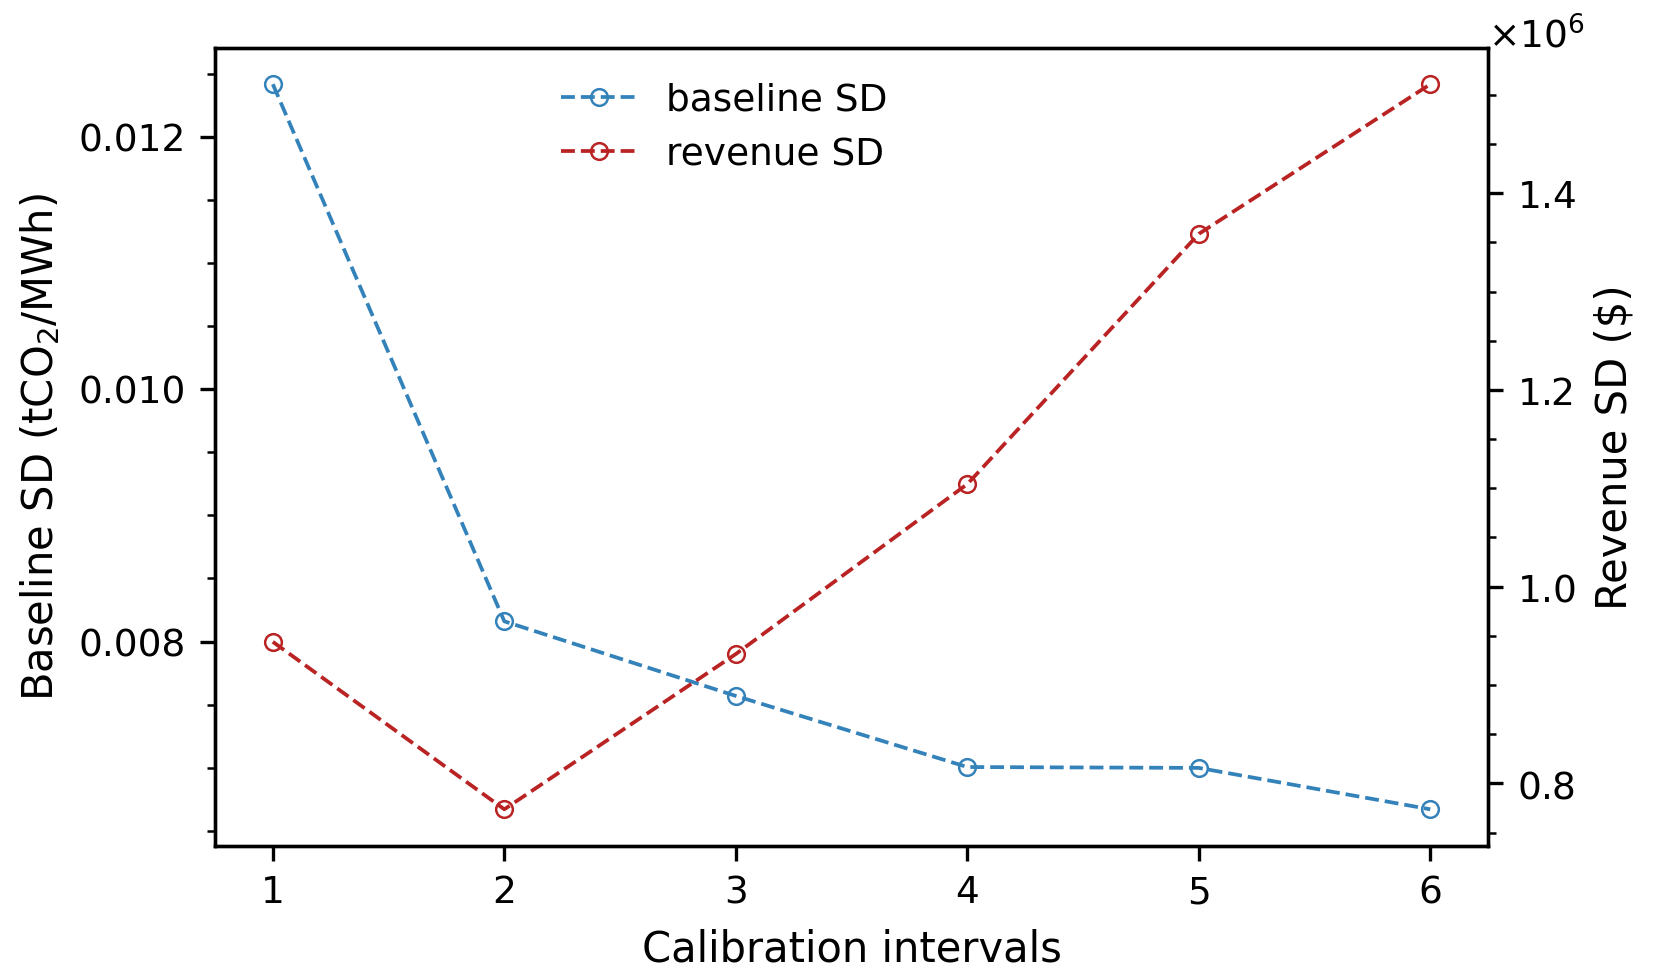 ×10⁶
baseline SD
revenue SD
Baseline SD (tCO₂/MWh)
0.012
0.010
0.008
1.4
1.2
1.0
0.8
Revenue SD ($)
1 2 3 4 5 6
Calibration intervals